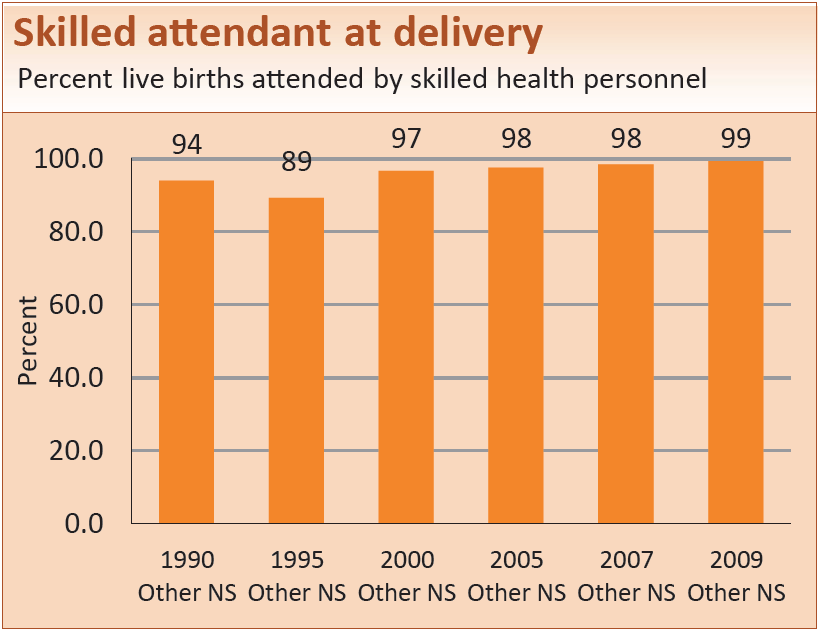 Skilled attendant at delivery
Percent live births attended by skilled health personnel
94 89 97 98 98 99
100.0
80.0
60.0
40.0
20.0
0.0
Percent
1990 1995 2000 2005 2007 2009
Other NS Other NS Other NS Other NS Other NS Other NS